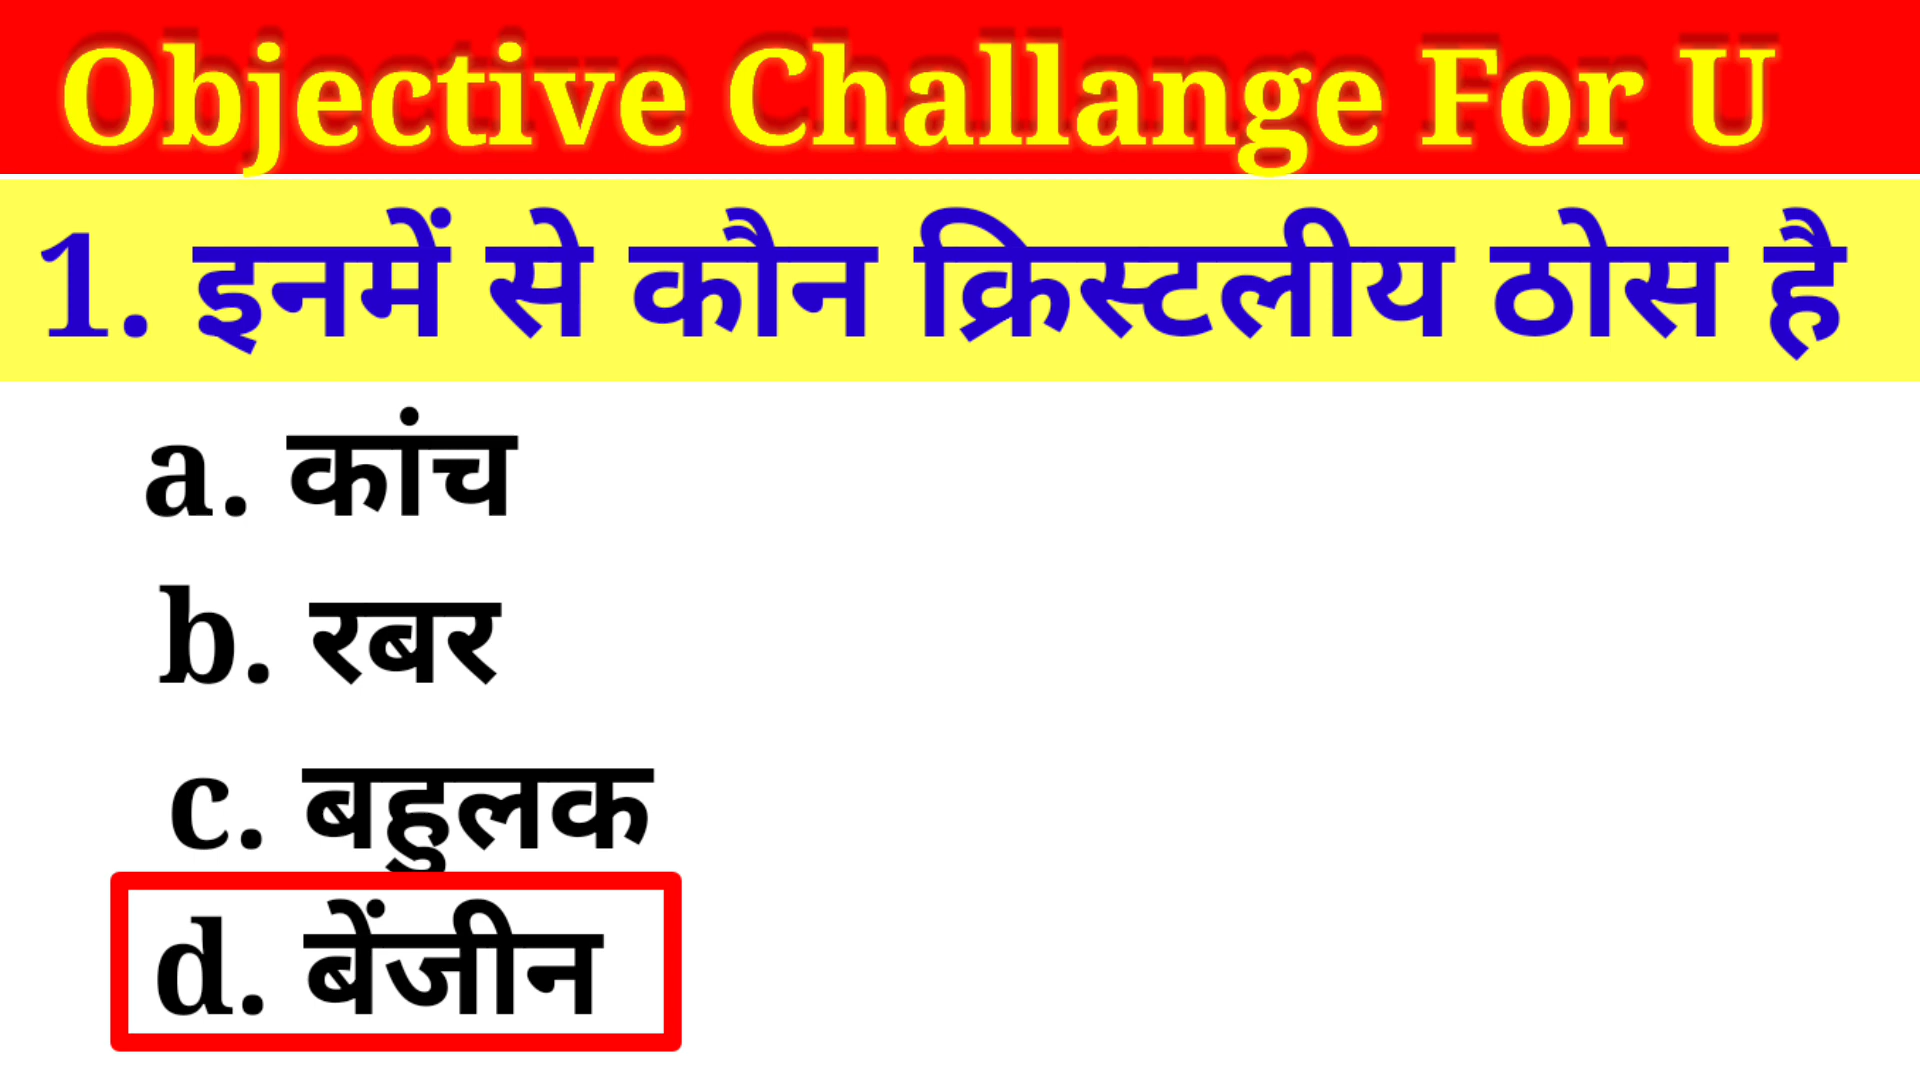 Objective Challange For U
1. इनमें से कौन क्रिस्टलीय ठोस है
a. कांच
b. रबर
c. बहुलक
d. बेंजीन